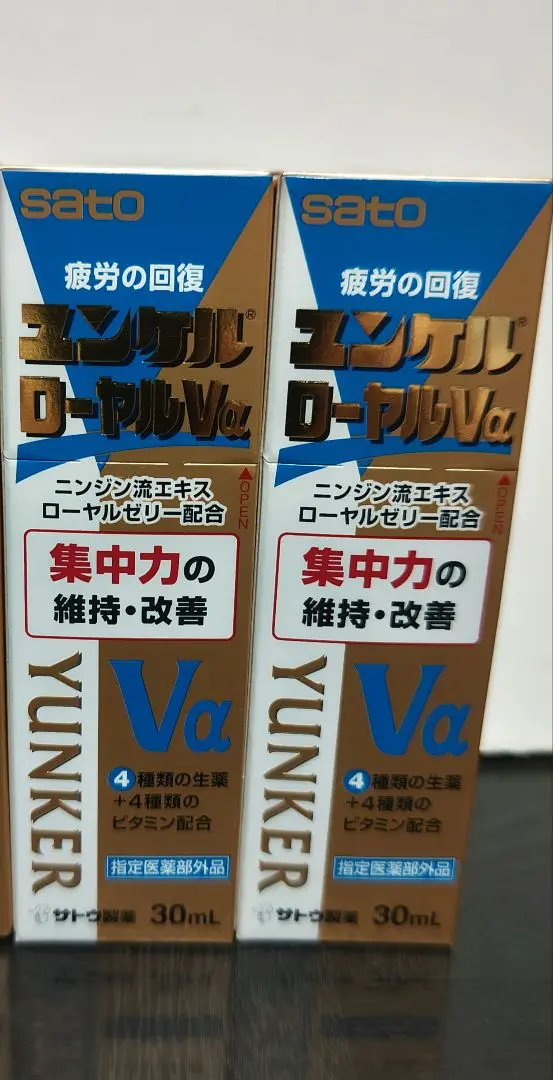 sato
疲労の回復
ユンケル®
ローヤルVα
ニンジン流エキス
ローヤルゼリー配合
OPEN
集中力の
維持・改善
YUNKER
Vα
4種類の生薬
+4種類の
ビタミン配合
指定医薬部外品
サトウ製薬 30mL
sato
疲労の回復
ユンケル®
ローヤルVα
ニンジン流エキス
ローヤルゼリー配合
OPEN
集中力の
維持・改善
YUNKER
Vα
4種類の生薬
+4種類の
ビタミン配合
指定医薬部外品
サトウ製薬 30mL